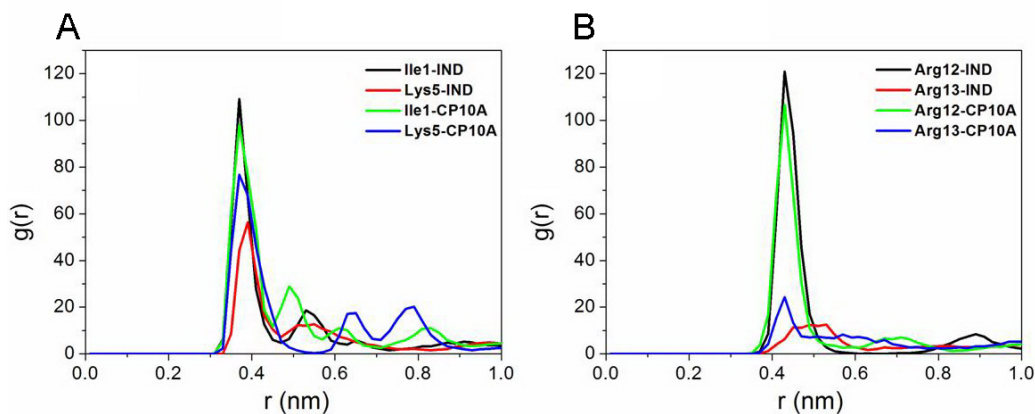 A
120
100
80
60
40
20
0
g(r)
Ile1-IND
Lys5-IND
Ile1-CP10A
Lys5-CP10A
0.0 0.2 0.4 0.6 0.8 1.0
r (nm)
B
120
100
80
60
40
20
0
g(r)
Arg12-IND
Arg13-IND
Arg12-CP10A
Arg13-CP10A
0.0 0.2 0.4 0.6 0.8 1.0
r (nm)